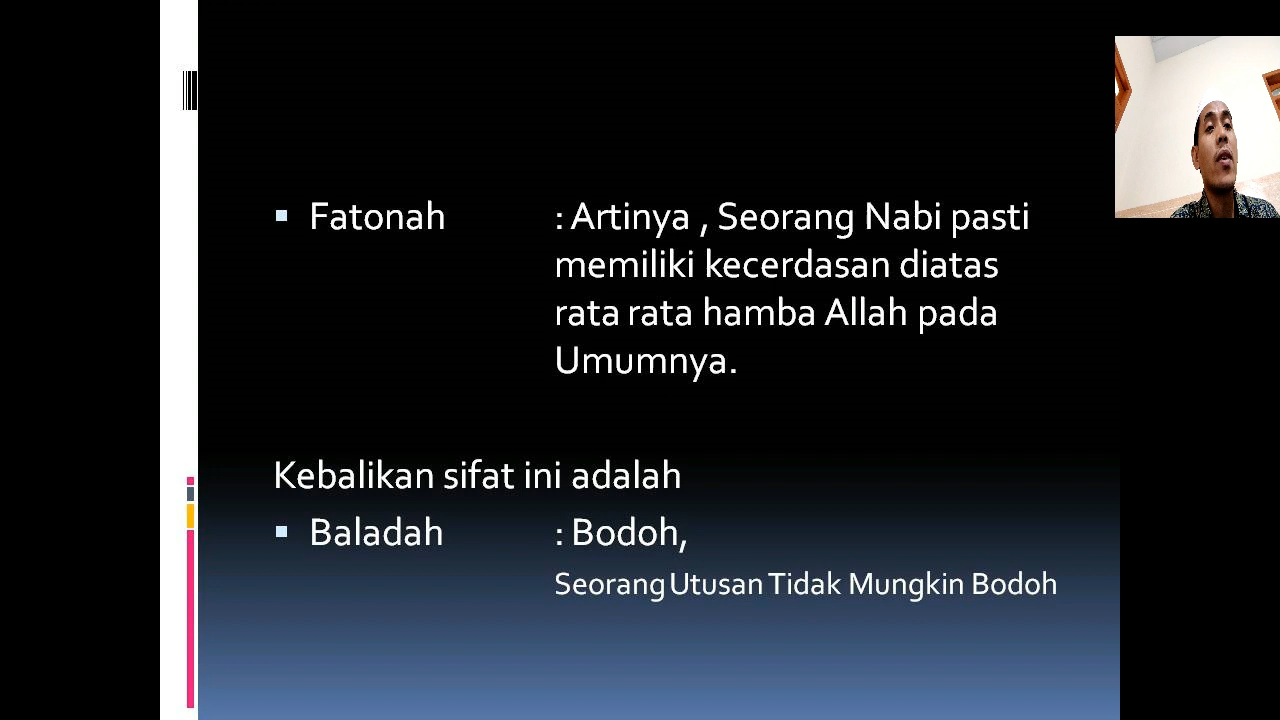 Fatonah : Artinya , Seorang Nabi pasti
memiliki kecerdasan diatas
rata rata hamba Allah pada
Umumnya.
Kebalikan sifat ini adalah
Baladah : Bodoh,
Seorang Utusan Tidak Mungkin Bodoh